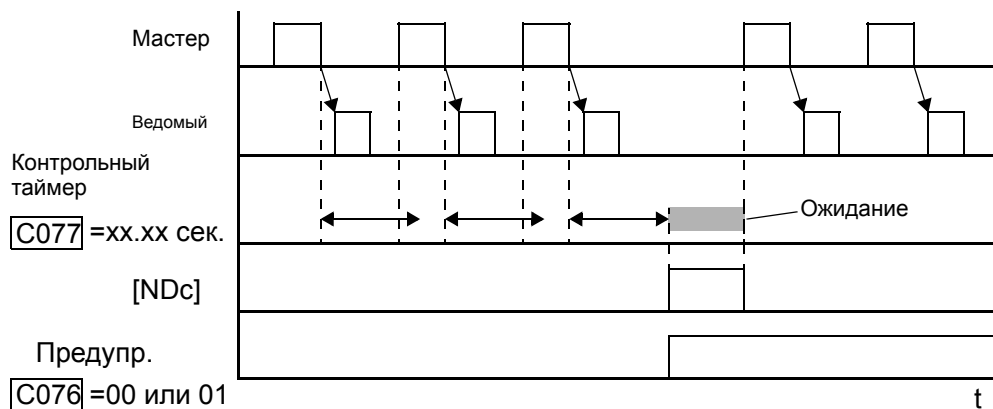 Мастер
Ведомый
Контрольный
таймер
C077 =xx.xx сек.
Ожидание
[NDc]
Предупр.
C076 =00 или 01
t